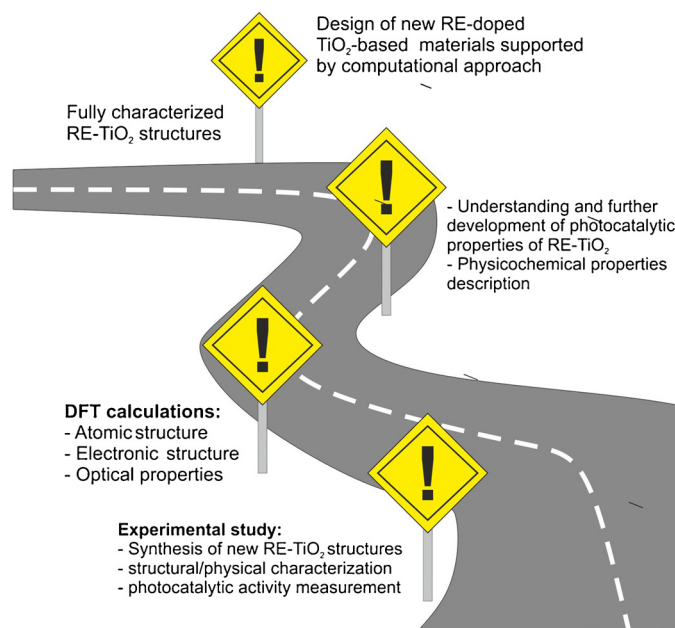 Design of new RE-doped
TiO₂-based materials supported
by computational approach
Fully characterized
RE-TiO₂ structures
!
!
- Understanding and further
development of photocatalytic
properties of RE-TiO₂
- Physicochemical properties
description
!
DFT calculations:
- Atomic structure
- Electronic structure
- Optical properties
!
Experimental study:
- Synthesis of new RE-TiO₂ structures
- structural/physical characterization
- photocatalytic activity measurement